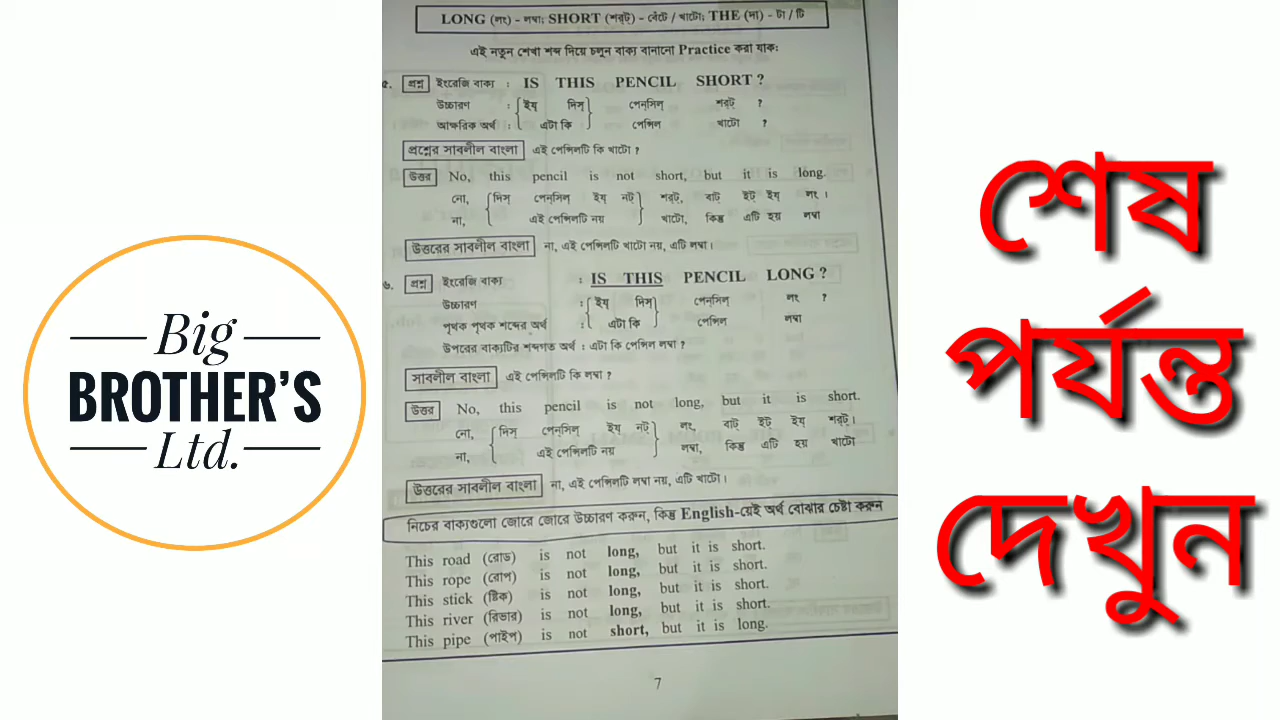 Big
BROTHER'S
Ltd.
LONG (লং) - লম্বা; SHORT (শর্‌ট্‌) - বেঁটে / খাটো; THE (দা) - টা / টি
এই নতুন শেখা শব্দ দিয়ে চলুন বাক্য বানানো Practice করা যাক:
৫. প্রশ্ন ইংরেজি বাক্য : IS THIS PENCIL SHORT ?
উচ্চারণ : ইয্ দিস্ পেন্‌সিল্ শর্‌ট্ ?
আক্ষরিক অর্থ : এটা কি পেন্সিল খাটো ?
প্রশ্নের সাবলীল বাংলা এই পেন্সিলটি কি খাটো ?
উত্তর No, this pencil is not short, but it is long.
নো, দিস্ পেন্‌সিল্ ইয্ নট্ শর্‌ট্, বাট্ ইট্ ইয্ লং ।
না, এই পেন্সিলটি নয় খাটো, কিন্তু এটি হয় লম্বা
উত্তরের সাবলীল বাংলা না, এই পেন্সিলটি খাটো নয়, এটি লম্বা ।
৬. প্রশ্ন ইংরেজি বাক্য : IS THIS PENCIL LONG ?
উচ্চারণ : ইয্ দিস্ পেন্‌সিল্ লং ?
পৃথক পৃথক শব্দের অর্থ : এটা কি পেন্সিল লম্বা
উপরের বাক্যটির শব্দগত অর্থ : এটা কি পেন্সিল লম্বা ?
সাবলীল বাংলা এই পেন্সিলটি কি লম্বা ?
উত্তর No, this pencil is not long, but it is short.
নো, দিস্ পেন্‌সিল্ ইয্ নট্ লং, বাট্ ইট্ ইয্ শর্‌ট্ ।
না, এই পেন্সিলটি নয় লম্বা, কিন্তু এটি হয় খাটো
উত্তরের সাবলীল বাংলা না, এই পেন্সিলটি লম্বা নয়, এটি খাটো ।
নিচের বাক্যগুলো জোরে জোরে উচ্চারণ করুন, কিন্তু English-য়েই অর্থ বোঝার চেষ্টা করুন
This road (রোড) is not long, but it is short.
This rope (রোপ) is not long, but it is short.
This stick (ষ্টিক) is not long, but it is short.
This river (রিভার) is not long, but it is short.
This pipe (পাইপ) is not short, but it is long.
7
শেষ
পর্যন্ত
দেখুন